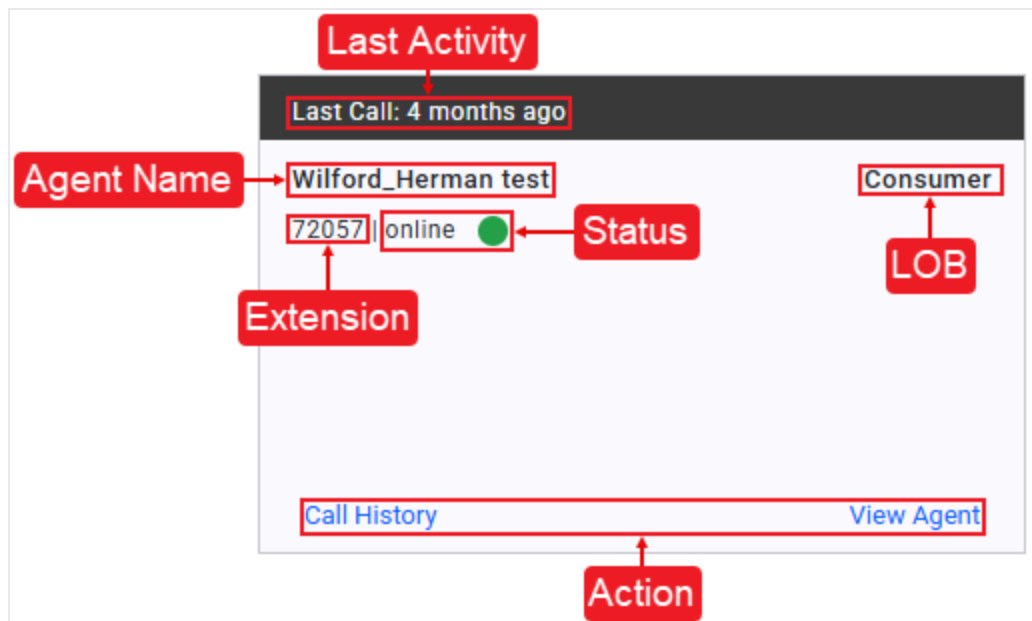 Last Activity
Last Call: 4 months ago
Agent Name
Wilford_Herman test
Consumer
72057 | online
Status
LOB
Extension
Call History
View Agent
Action